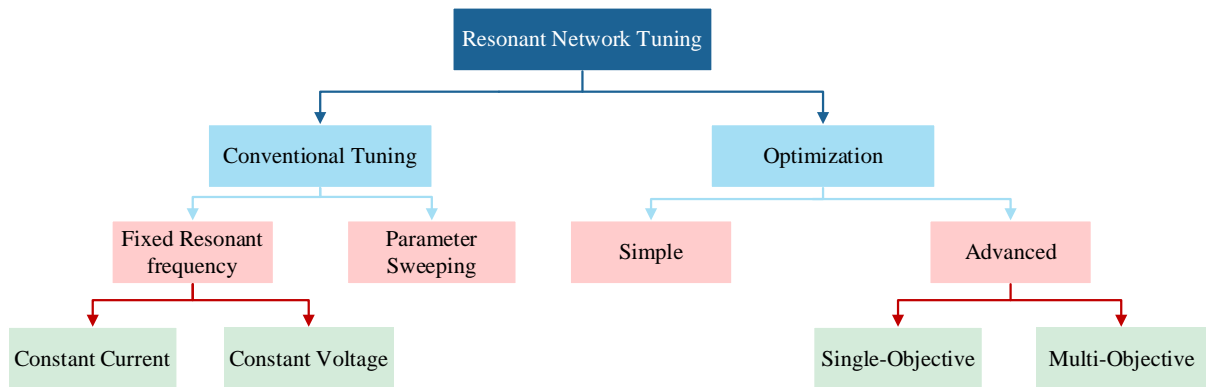 Resonant Network Tuning
Conventional Tuning
Optimization
Fixed Resonant
frequency
Parameter
Sweeping
Simple
Advanced
Constant Current
Constant Voltage
Single-Objective
Multi-Objective